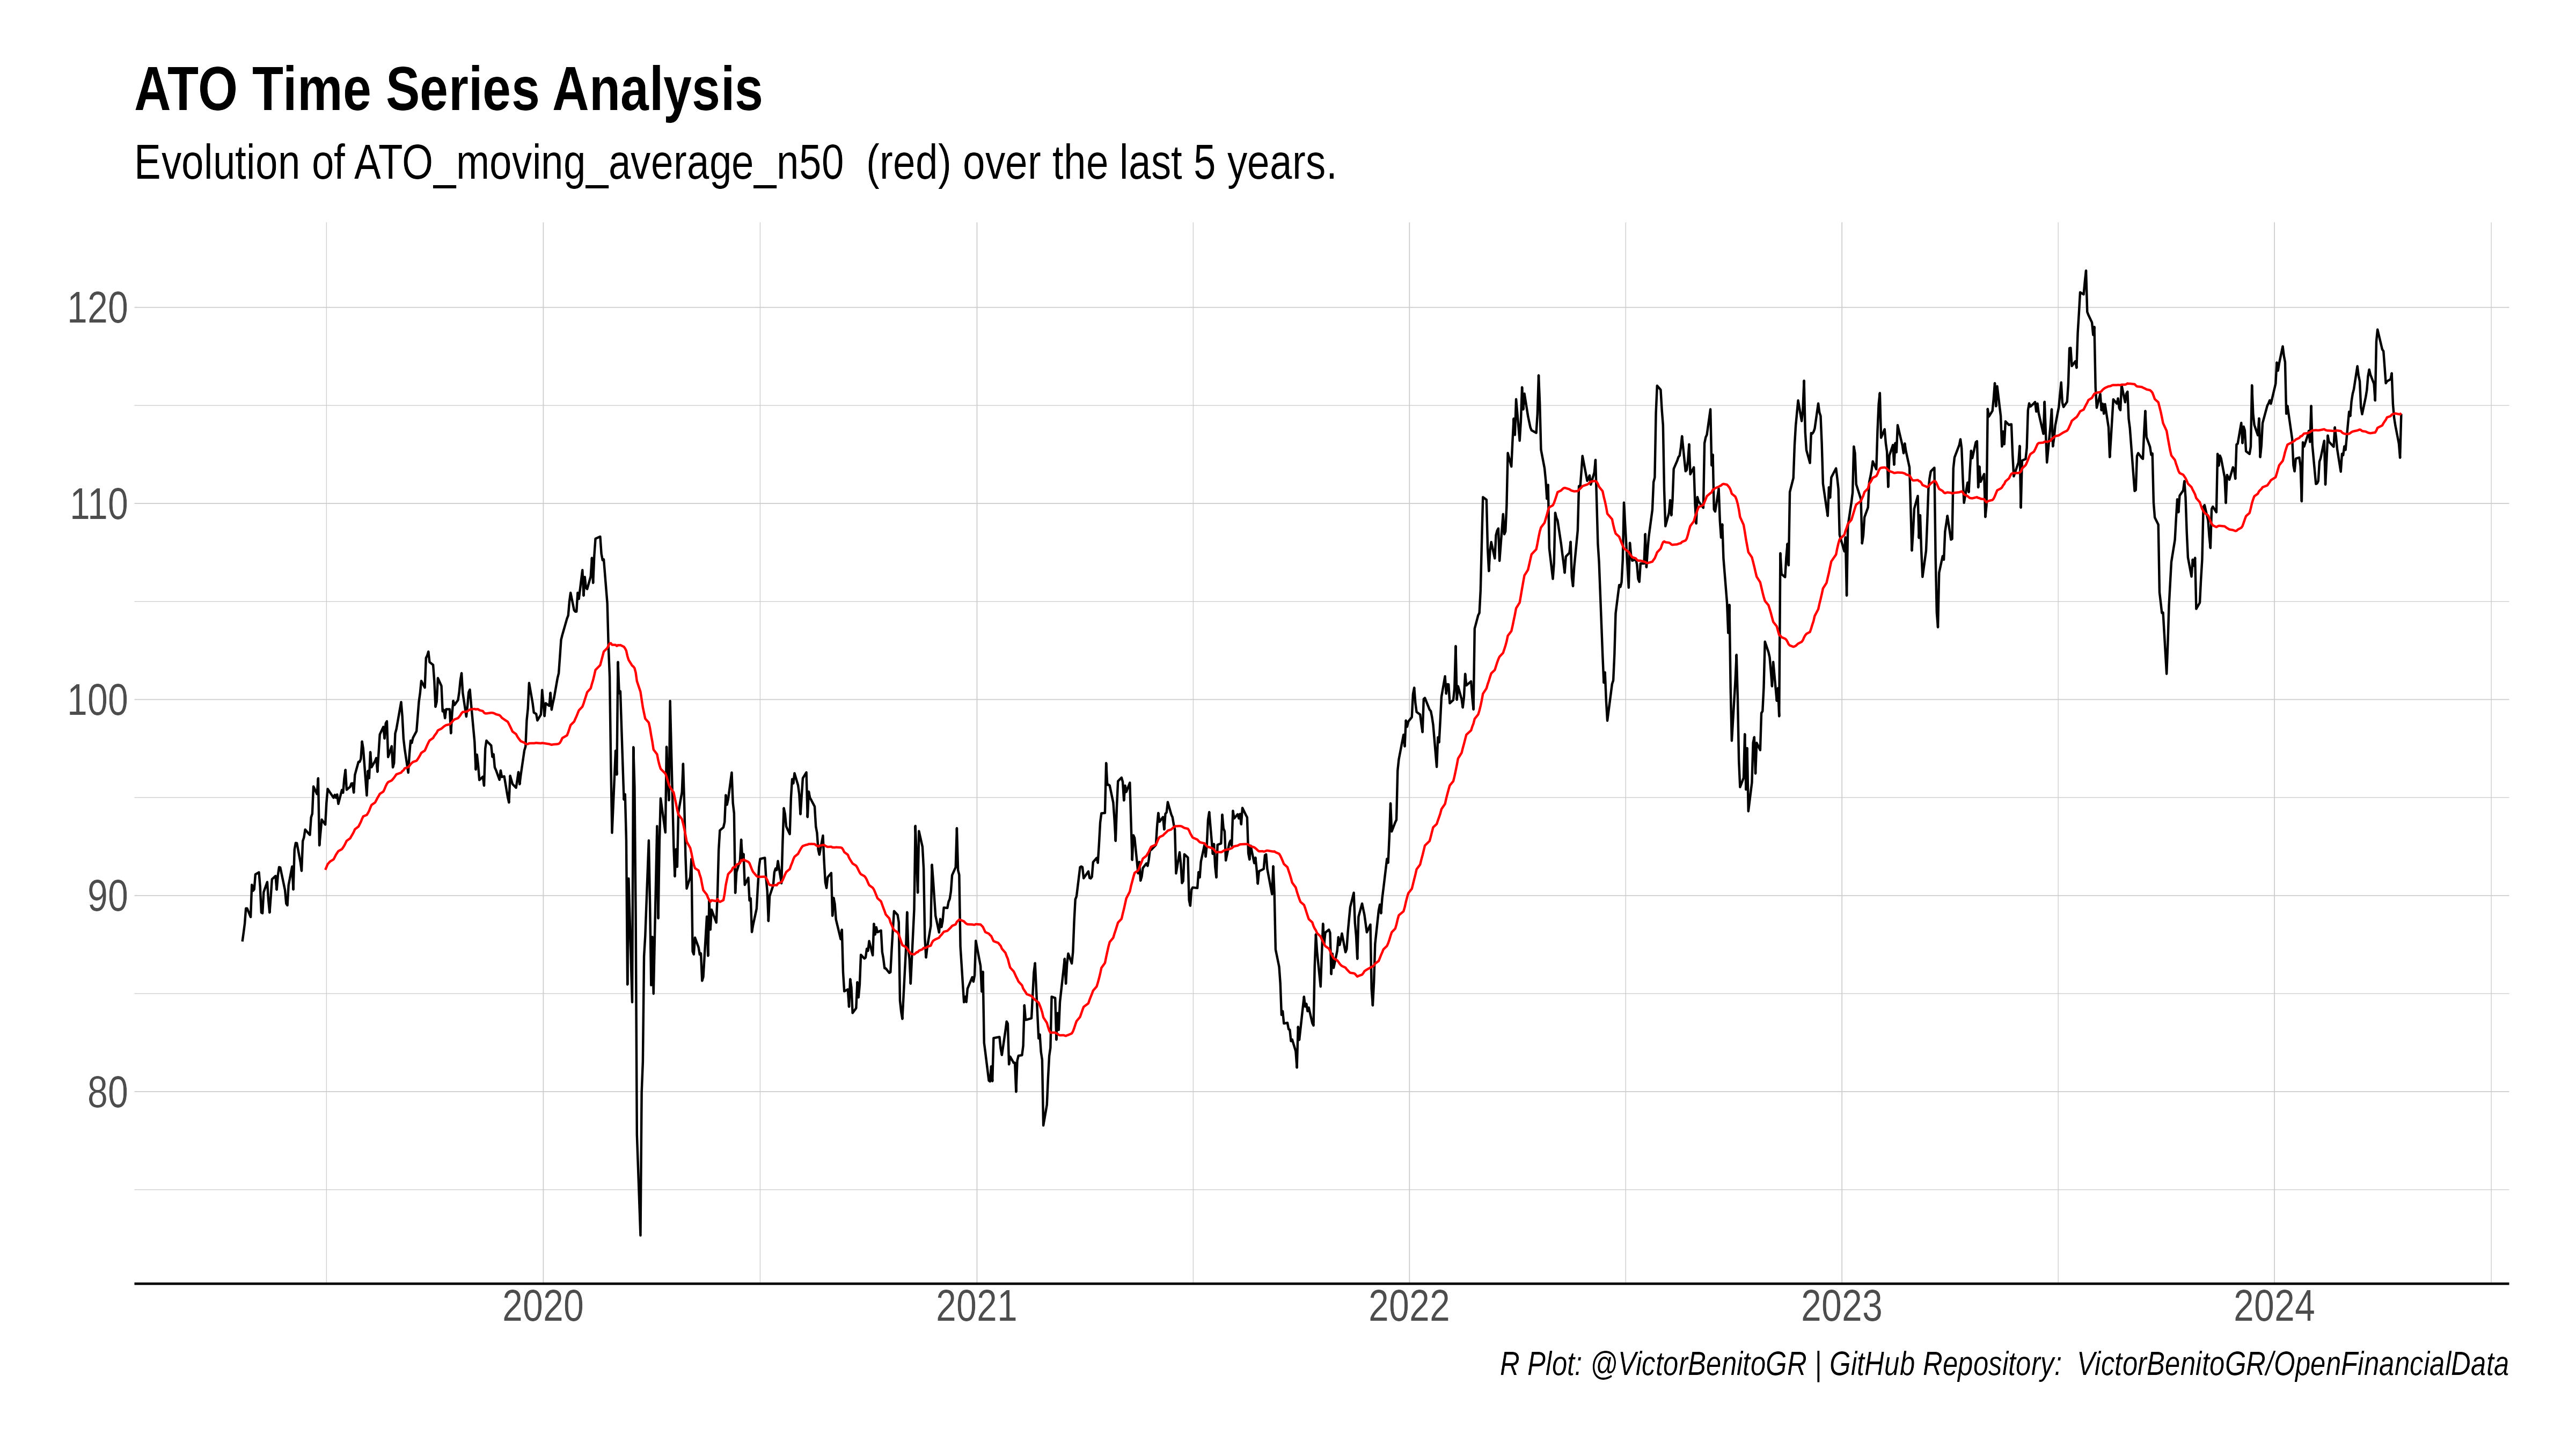 ATO Time Series Analysis
Evolution of ATO_moving_average_n50  (red) over the last 5 years.
120
110
100
90
80
2020 2021 2022 2023 2024
R Plot: @VictorBenitoGR | GitHub Repository:  VictorBenitoGR/OpenFinancialData